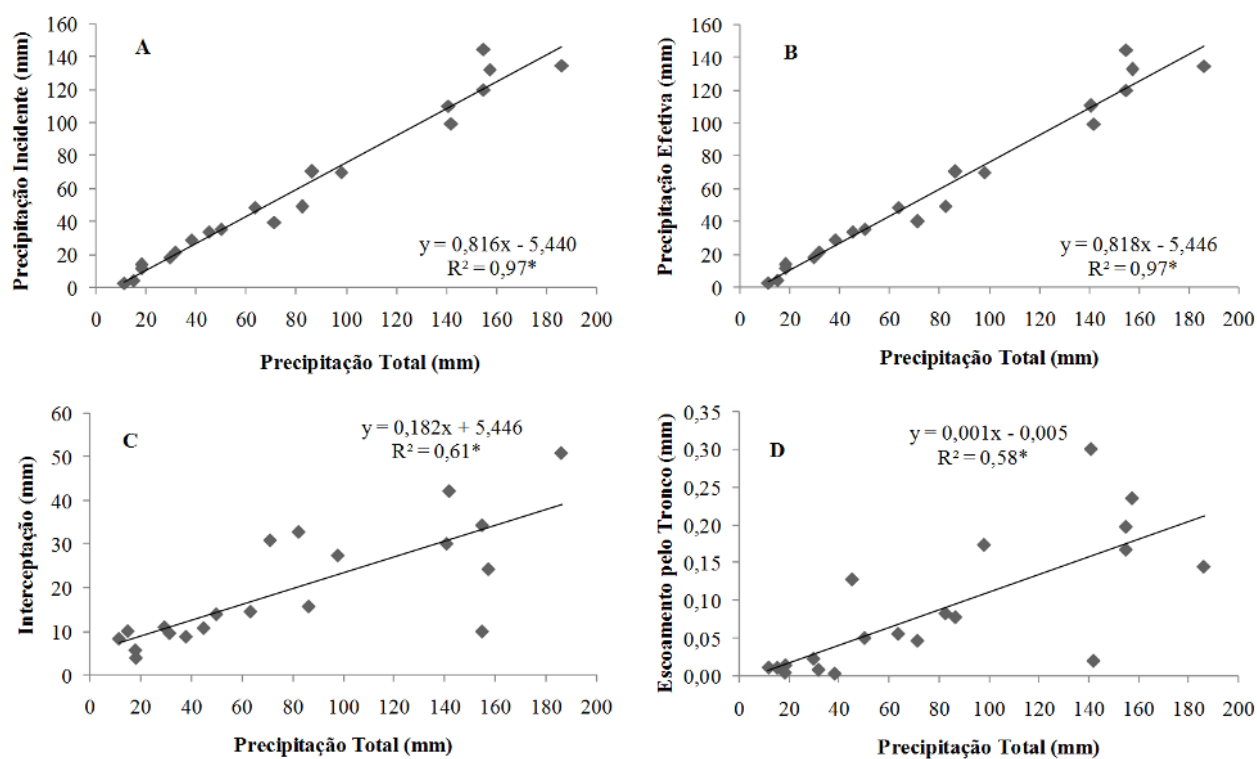 A
Precipitação Incidente (mm)
160
140
120
100
80
60
40
20
0
y = 0,816x - 5,440
R² = 0,97*
0 20 40 60 80 100 120 140 160 180 200
Precipitação Total (mm)
B
Precipitação Efetiva (mm)
160
140
120
100
80
60
40
20
0
y = 0,818x - 5,446
R² = 0,97*
0 20 40 60 80 100 120 140 160 180 200
Precipitação Total (mm)
C
Interceptação (mm)
60
50
40
30
20
10
0
y = 0,182x + 5,446
R² = 0,61*
0 20 40 60 80 100 120 140 160 180 200
Precipitação Total (mm)
D
Escoamento pelo Tronco (mm)
0,35
0,30
0,25
0,20
0,15
0,10
0,05
0,00
y = 0,001x - 0,005
R² = 0,58*
0 20 40 60 80 100 120 140 160 180 200
Precipitação Total (mm)